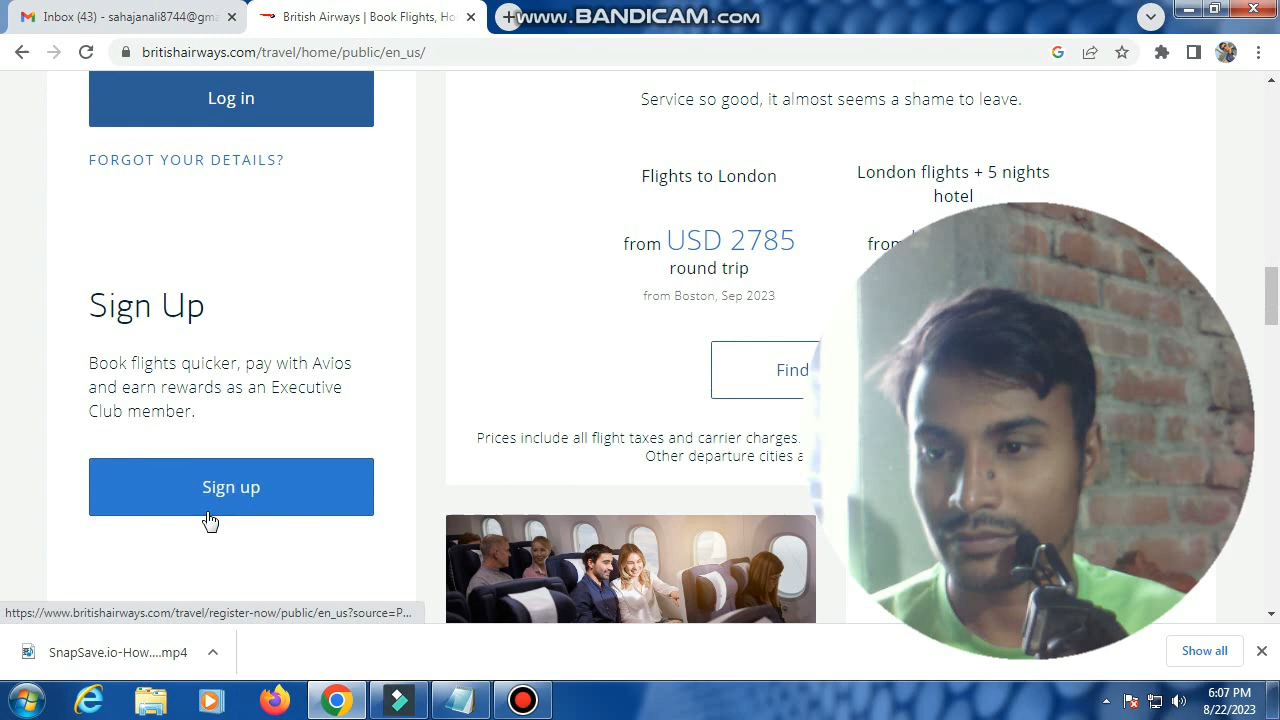 Inbox (43) - sahajanali8744@gma
British Airways | Book Flights, Ho
www.BANDICAM.com
britishairways.com/travel/home/public/en_us/
Log in
FORGOT YOUR DETAILS?
Sign Up
Book flights quicker, pay with Avios
and earn rewards as an Executive
Club member.
Sign up
Service so good, it almost seems a shame to leave.
Flights to London
from USD 2785
round trip
from Boston, Sep 2023
London flights + 5 nights
hotel
from
Find
Prices include all flight taxes and carrier charges.
Other departure cities a
https://www.britishairways.com/travel/register-now/public/en_us?source=P...
SnapSave.io-How....mp4
Show all
6:07 PM
8/22/2023